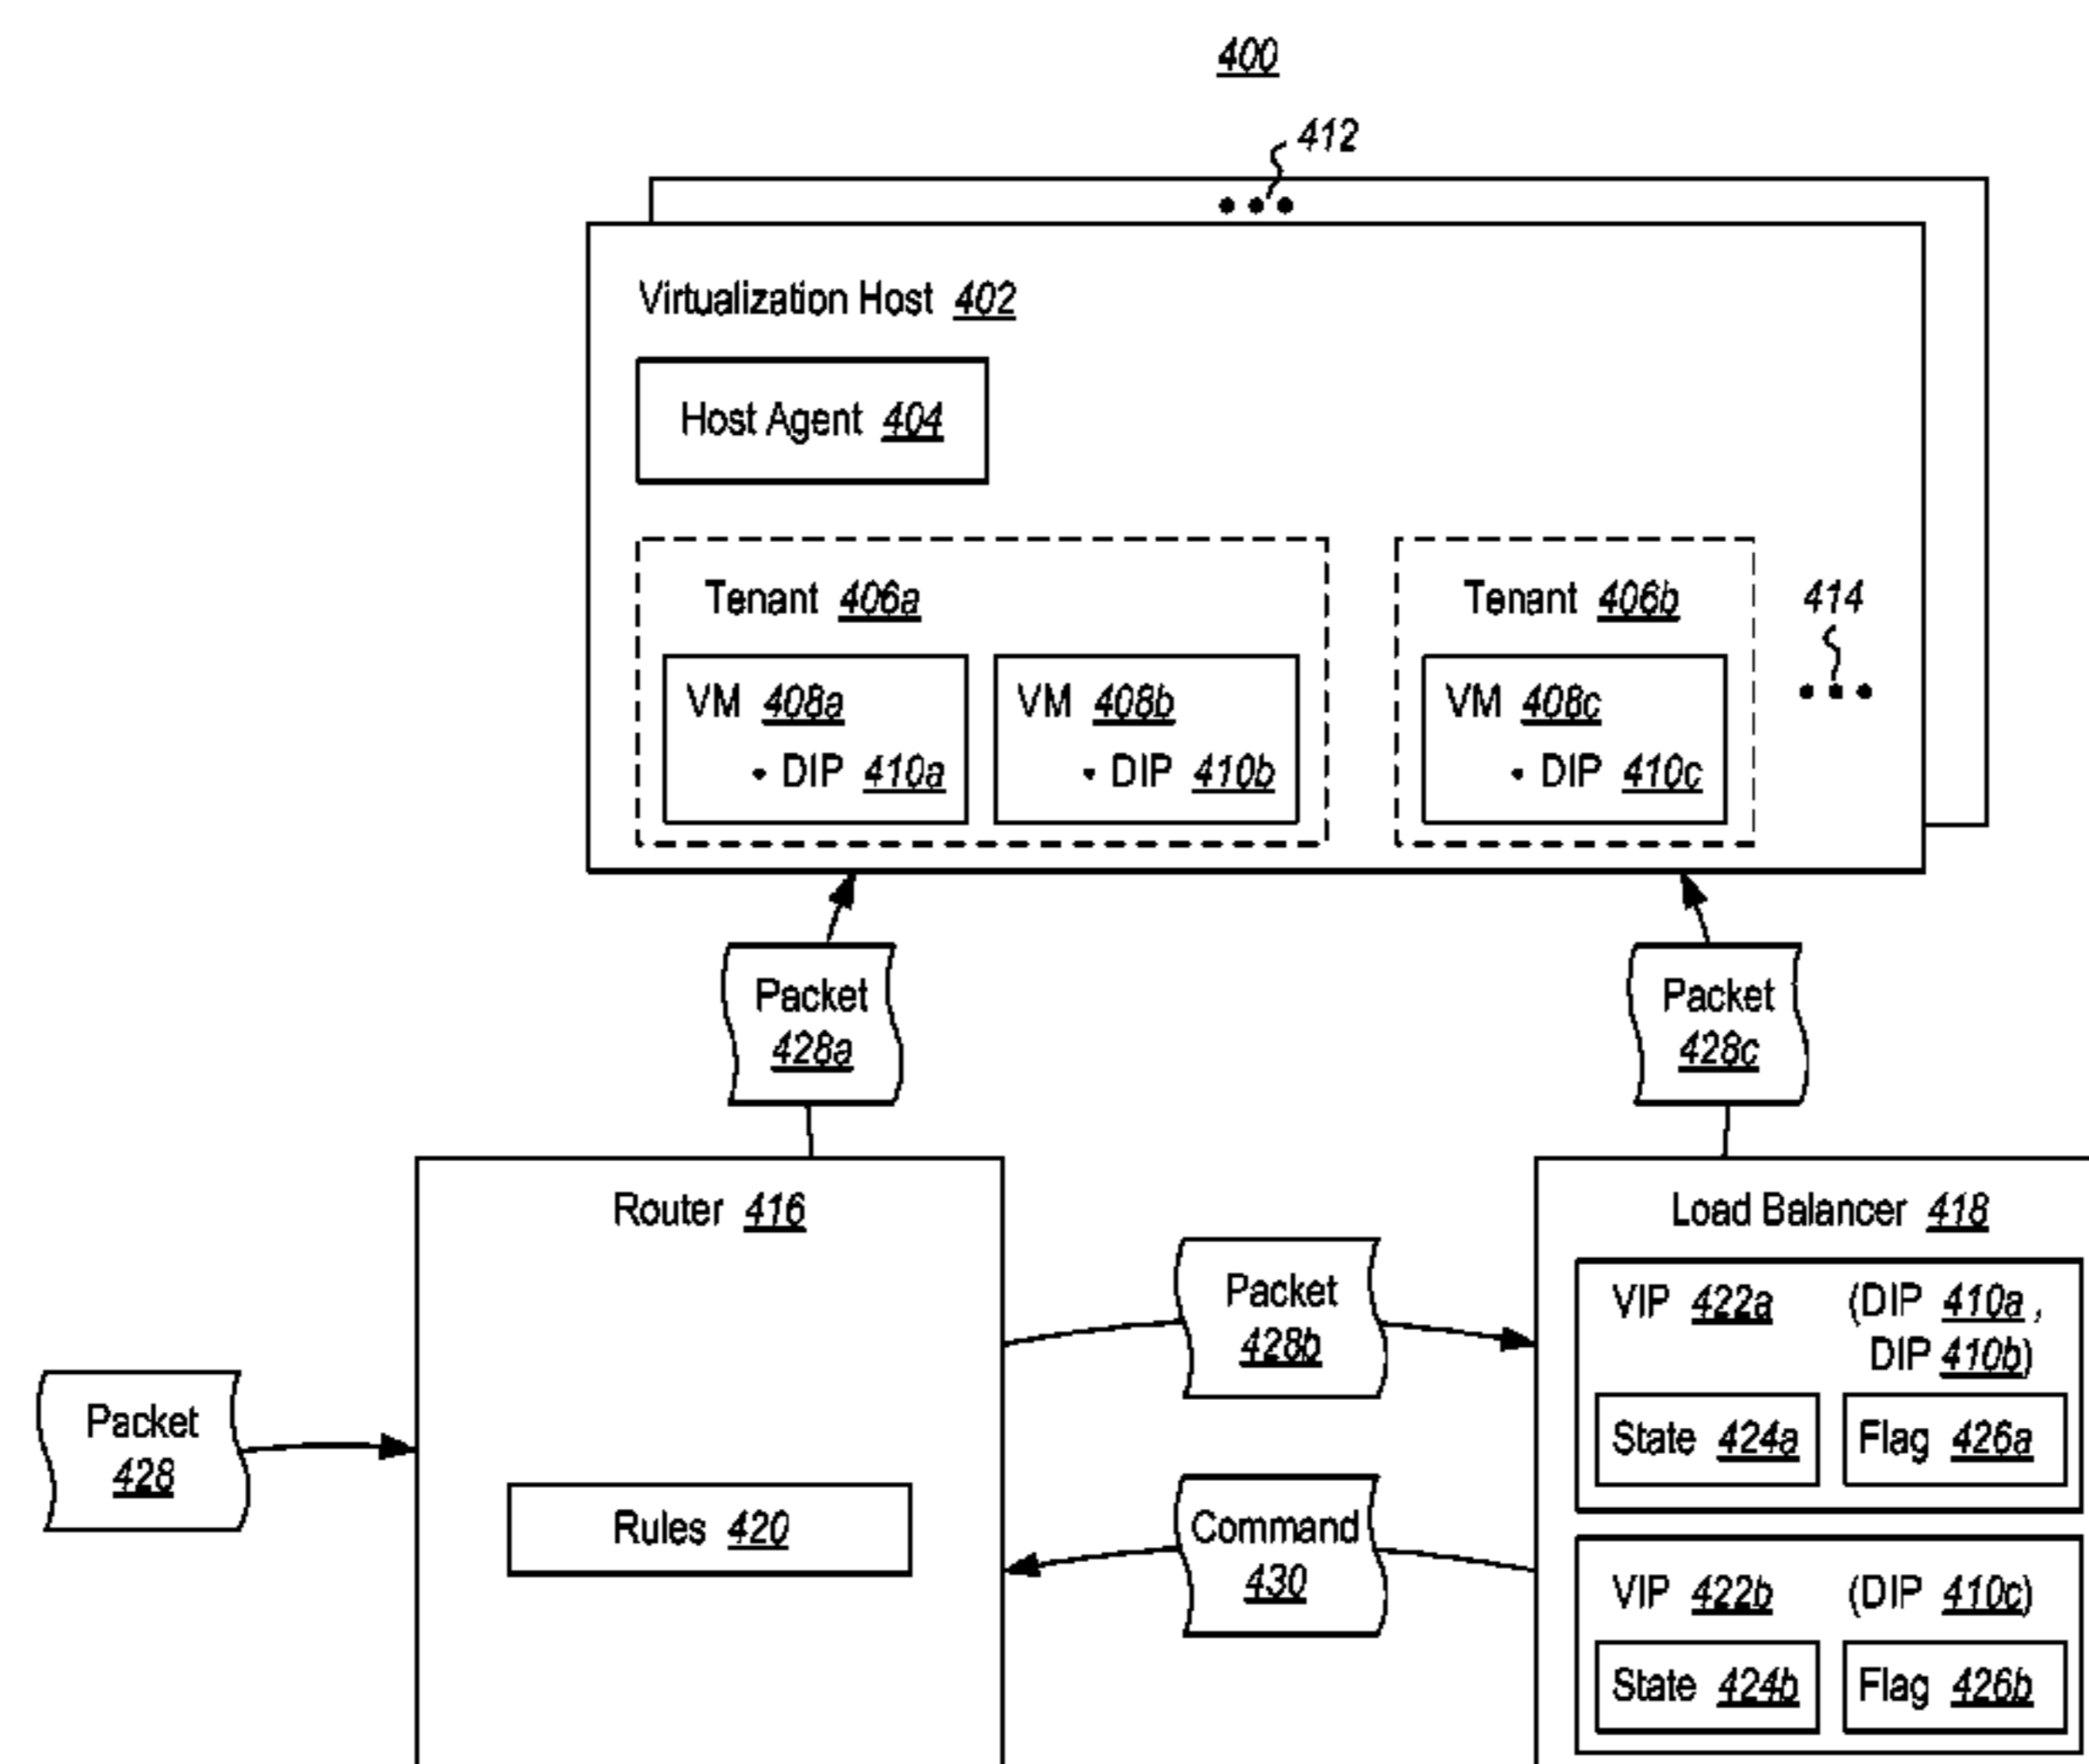 400
412
Virtualization Host 402
Host Agent 404
Tenant 406a
Tenant 406b
414
VM 408a
• DIP 410a
VM 408b
• DIP 410b
VM 408c
• DIP 410c
Packet
428a
Packet
428c
Router 416
Load Balancer 418
Packet
428b
VIP 422a (DIP 410a,
DIP 410b)
State 424a
Flag 426a
Packet
428
Rules 420
Command
430
VIP 422b (DIP 410c)
State 424b
Flag 426b